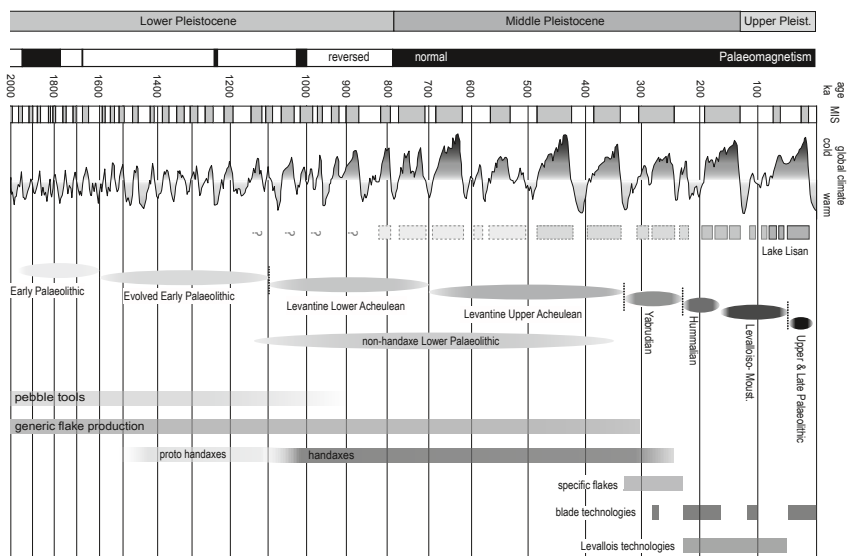 Lower Pleistocene Middle Pleistocene Upper Pleist.
reversed normal Palaeomagnetism
2000 1800 1600 1400 1200 1000 900 800 700 600 500 400 300 200 100 age ka
MIS
global climate
cold warm
? ? ? ?
Lake Lisan
Early Palaeolithic
Evolved Early Palaeolithic
Levantine Lower Acheulean
Levantine Upper Acheulean
Yabrudian
Hummalian
Levalloiso- Moust.
Upper & Late Palaeolithic
non-handaxe Lower Palaeolithic
pebble tools
generic flake production
proto handaxes handaxes
specific flakes
blade technologies
Levallois technologies